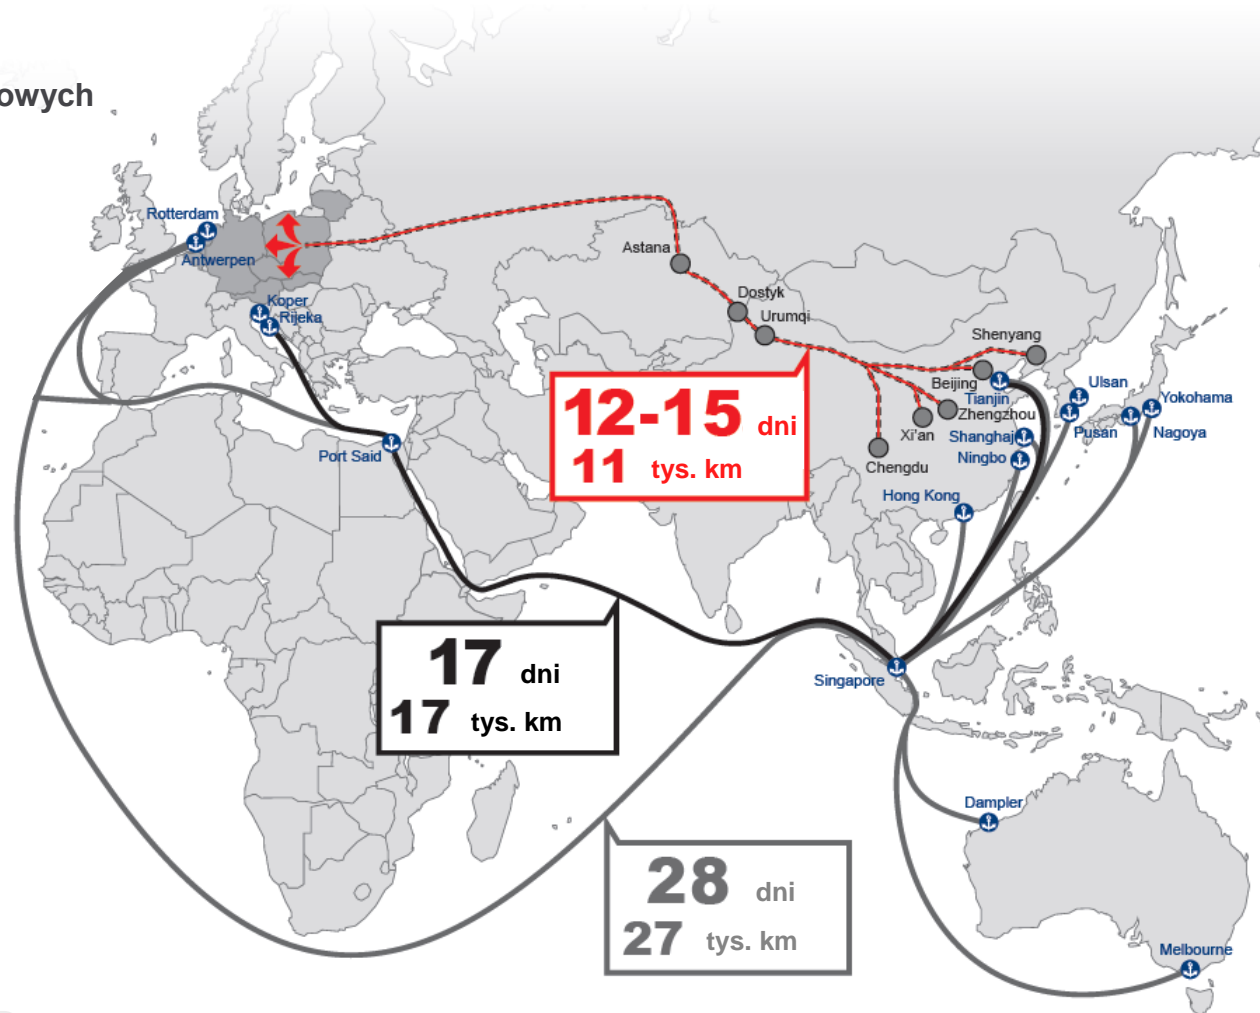 owych
Rotterdam
Antwerpen
Koper
Rijeka
Astana
Dostyk
Urumqi
Shenyang
Beijing
Tianjin
Ulsan
Yokohama
Zhengzhou
Xi'an
Pusan
Nagoya
Shanghaj
Ningbo
Chengdu
Port Said
Hong Kong
12-15 dni
11 tys. km
17 dni
17 tys. km
Singapore
Dampler
28 dni
27 tys. km
Melbourne